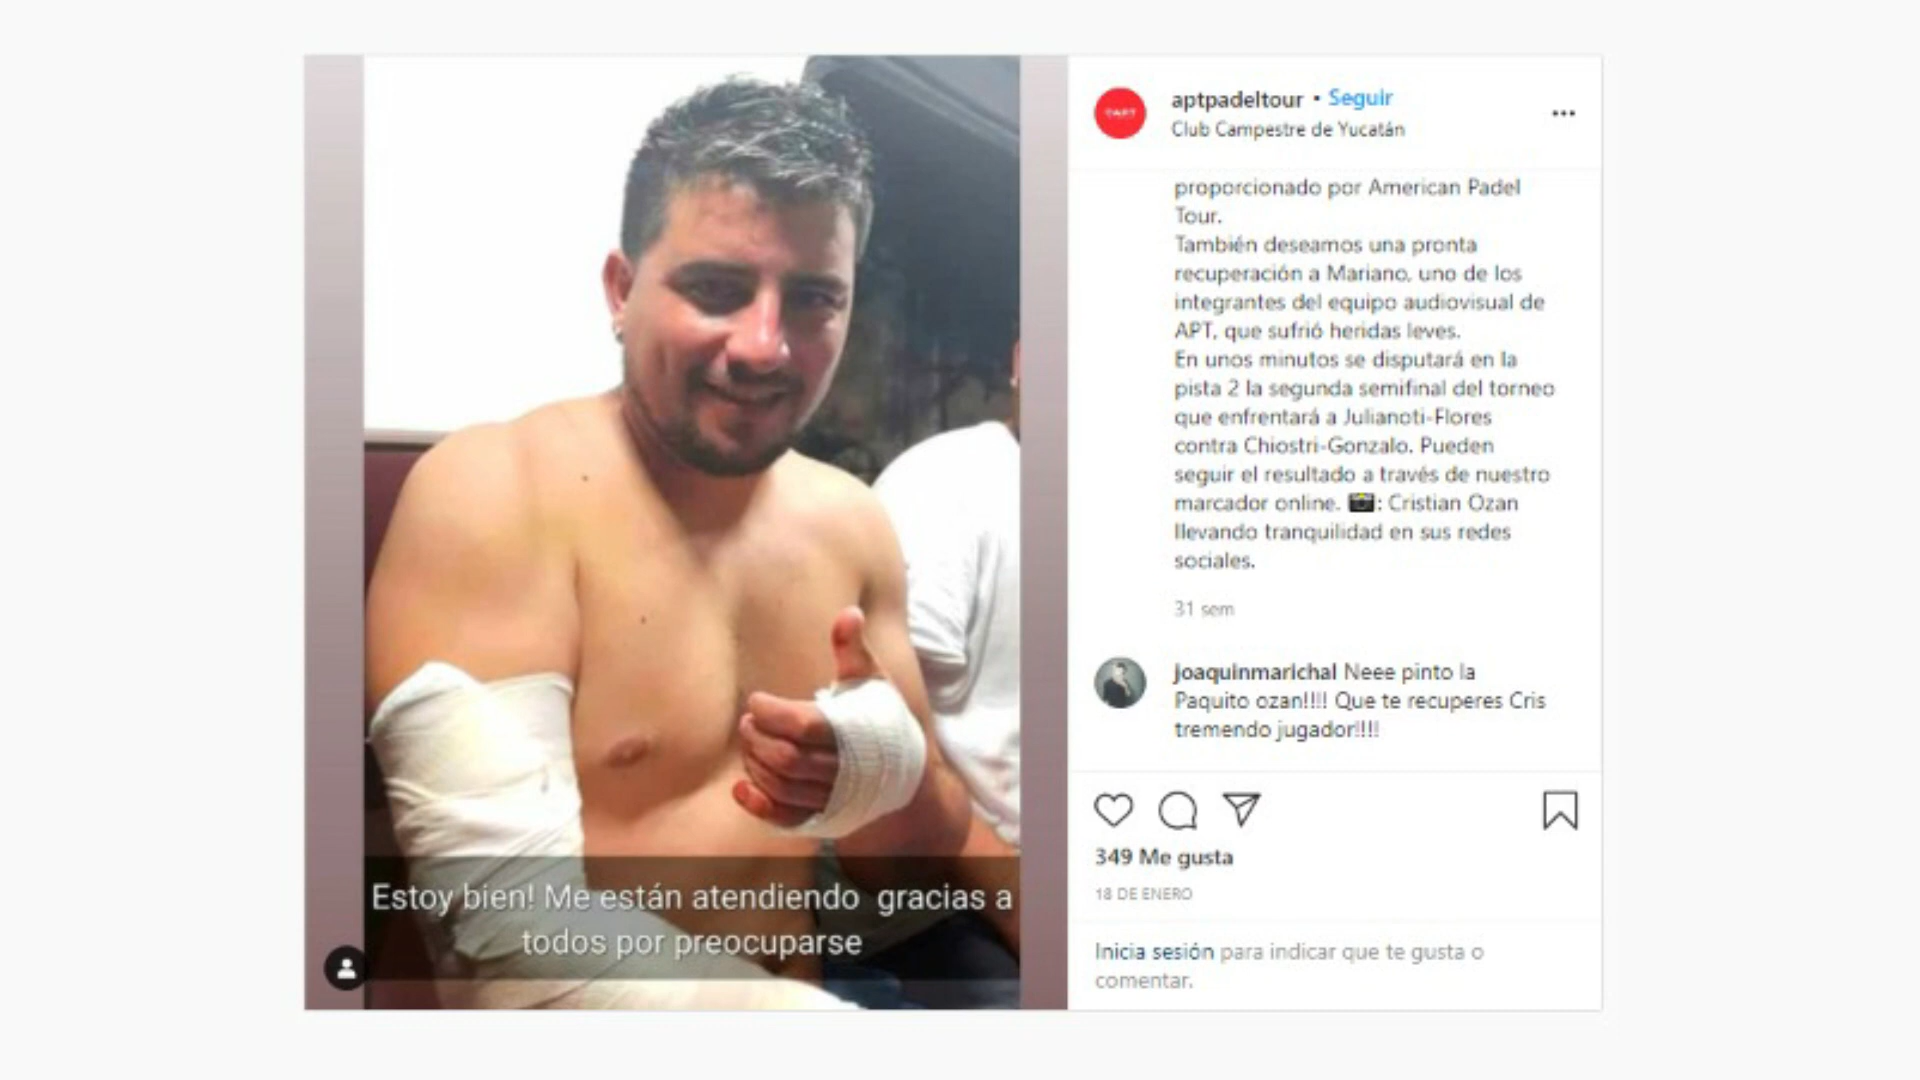 aptpadeltour • Seguir
Club Campestre de Yucatán
proporcionado por American Padel
Tour.
También deseamos una pronta
recuperación a Mariano, uno de los
integrantes del equipo audiovisual de
APT, que sufrió heridas leves.
En unos minutos se disputará en la
pista 2 la segunda semifinal del torneo
que enfrentará a Julianoti-Flores
contra Chiostri-Gonzalo. Pueden
seguir el resultado a través de nuestro
marcador online. 📸: Cristian Ozan
llevando tranquilidad en sus redes
sociales.
31 sem
joaquinmarichal Neee pinto la
Paquito ozan!!!! Que te recuperes Cris
tremendo jugador!!!!
349 Me gusta
18 DE ENERO
Inicia sesión para indicar que te gusta o
comentar.
Estoy bien! Me están atendiendo gracias a
todos por preocuparse